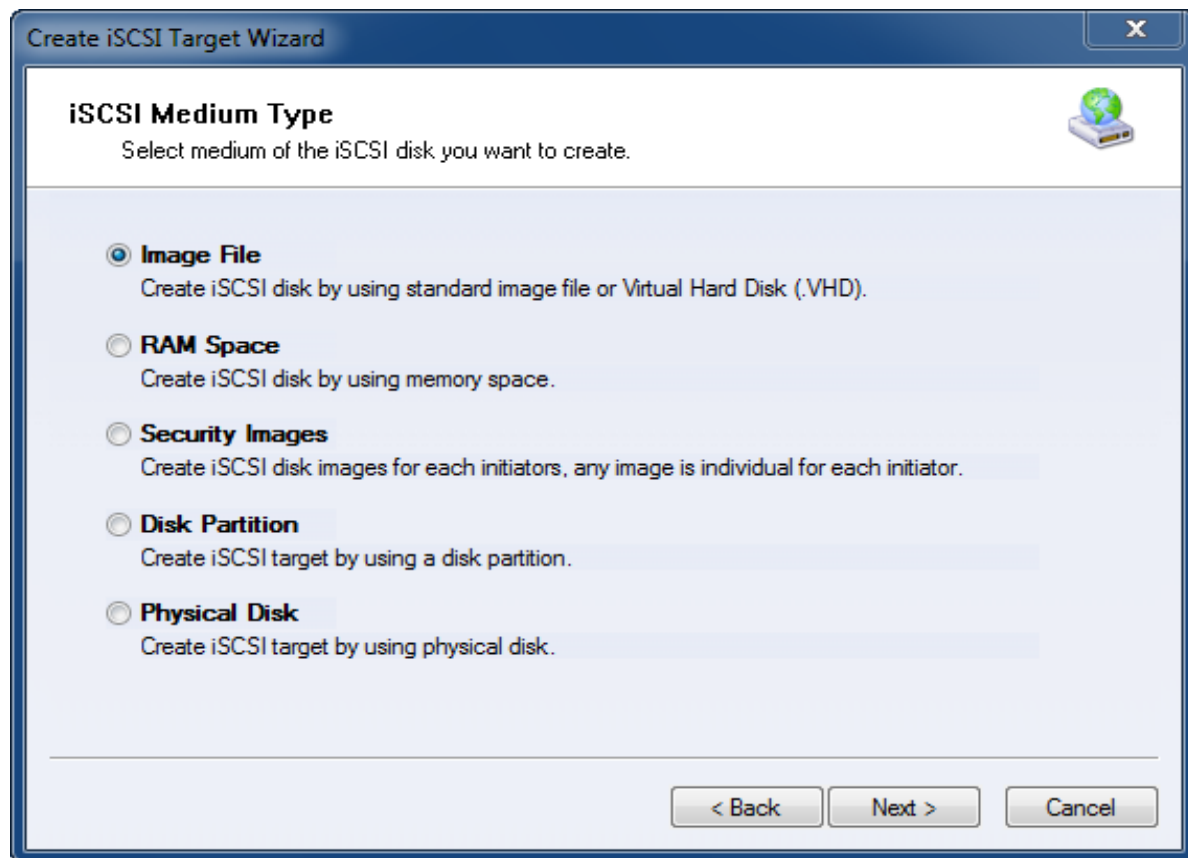 Create iSCSI Target Wizard
x
iSCSI Medium Type
Select medium of the iSCSI disk you want to create.
Image File
Create iSCSI disk by using standard image file or Virtual Hard Disk (.VHD).
RAM Space
Create iSCSI disk by using memory space.
Security Images
Create iSCSI disk images for each initiators, any image is individual for each initiator.
Disk Partition
Create iSCSI target by using a disk partition.
Physical Disk
Create iSCSI target by using physical disk.
< Back Next > Cancel